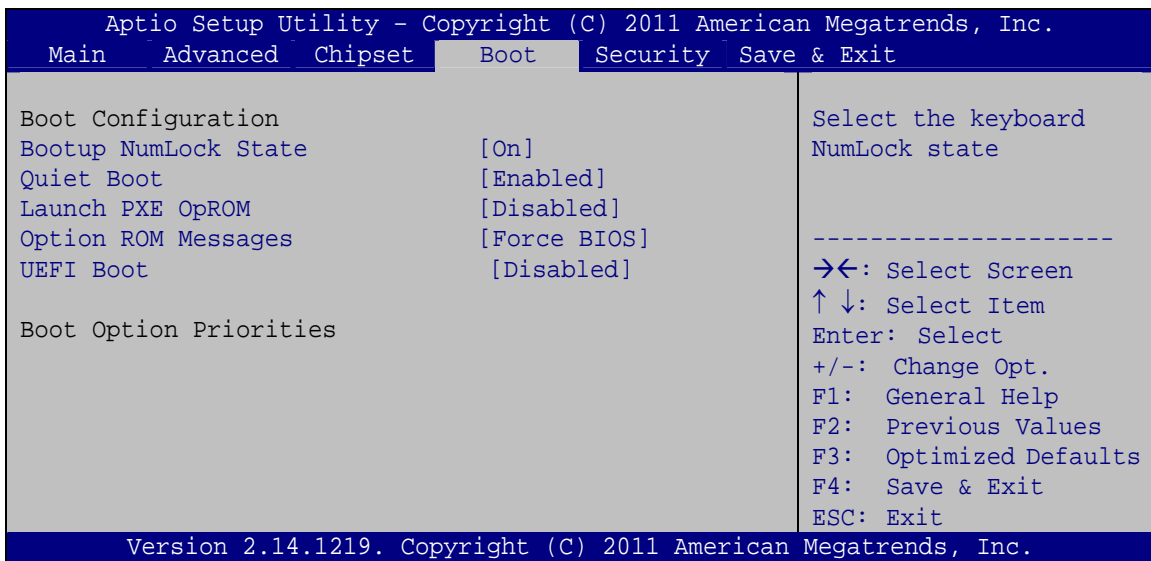 Aptio Setup Utility – Copyright (C) 2011 American Megatrends, Inc.
Main Advanced Chipset Boot Security Save & Exit
Boot Configuration
Bootup NumLock State [On]
Quiet Boot [Enabled]
Launch PXE OpROM [Disabled]
Option ROM Messages [Force BIOS]
UEFI Boot [Disabled]
Boot Option Priorities
Select the keyboard
NumLock state
---------------------
→←: Select Screen
↑ ↓: Select Item
Enter: Select
+/-: Change Opt.
F1: General Help
F2: Previous Values
F3: Optimized Defaults
F4: Save & Exit
ESC: Exit
Version 2.14.1219. Copyright (C) 2011 American Megatrends, Inc.